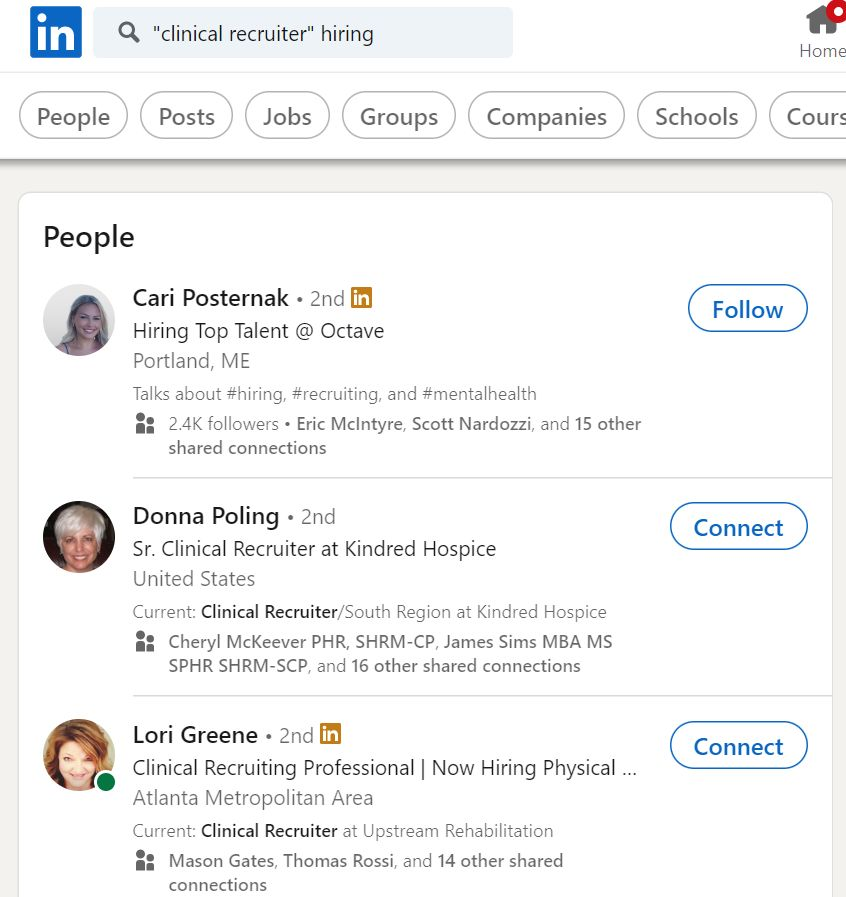 in "clinical recruiter" hiring Home
People Posts Jobs Groups Companies Schools Cours
People
Cari Posternak • 2nd in
Follow
Hiring Top Talent @ Octave
Portland, ME
Talks about #hiring, #recruiting, and #mentalhealth
2.4K followers • Eric McIntyre, Scott Nardozzi, and 15 other
shared connections
Donna Poling • 2nd
Connect
Sr. Clinical Recruiter at Kindred Hospice
United States
Current: Clinical Recruiter/South Region at Kindred Hospice
Cheryl McKeever PHR, SHRM-CP, James Sims MBA MS
SPHR SHRM-SCP, and 16 other shared connections
Lori Greene • 2nd in
Connect
Clinical Recruiting Professional | Now Hiring Physical ...
Atlanta Metropolitan Area
Current: Clinical Recruiter at Upstream Rehabilitation
Mason Gates, Thomas Rossi, and 14 other shared
connections